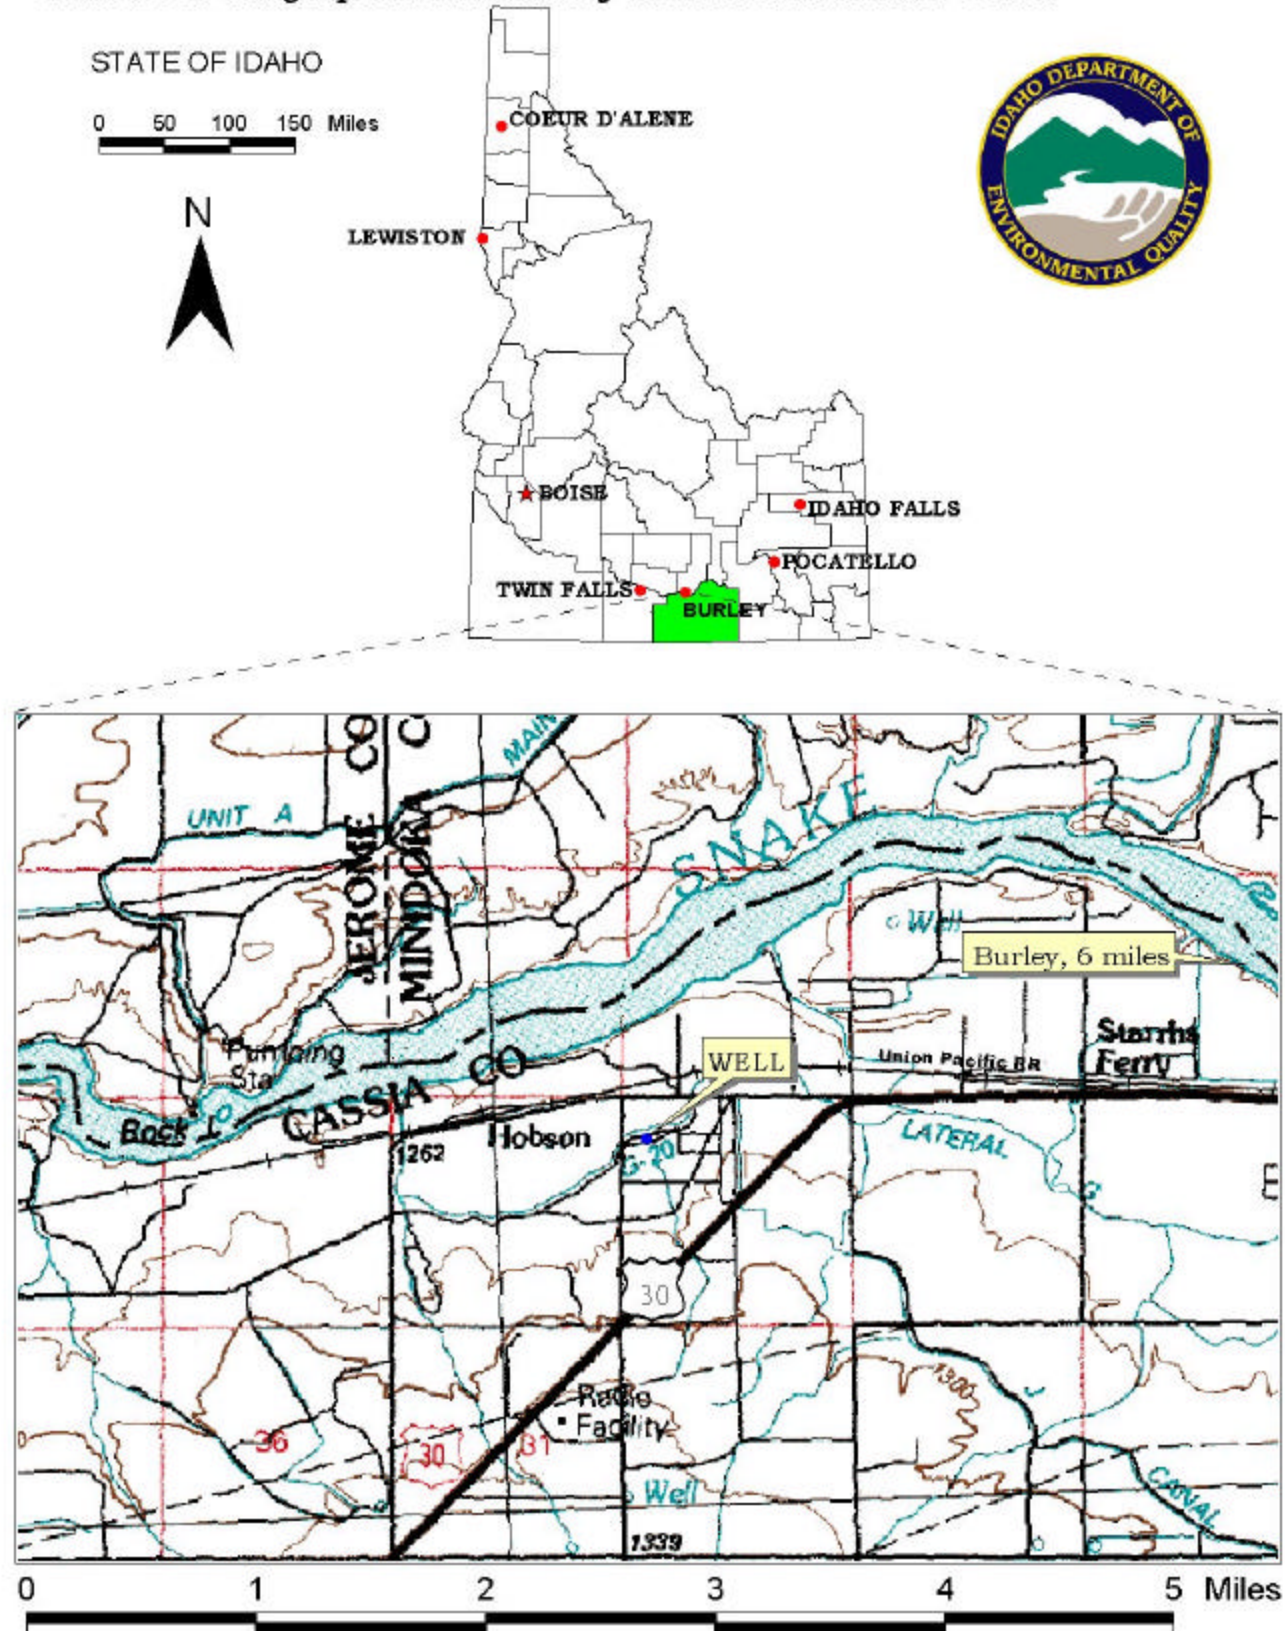 STATE OF IDAHO
0 50 100 150 Miles
N
COEUR D'ALENE
LEWISTON
BOISE
IDAHO FALLS
POCATELLO
TWIN FALLS
BURLEY
IDAHO DEPARTMENT OF
ENVIRONMENTAL QUALITY
JEROME CO
MINIDOKA
MAIN
UNIT A
SNAKE
Well
Burley, 6 miles
Pumping
Sta
WELL
Starrhs
Ferry
Union Pacific RR
CASSIA CO
Rock
Hobson
1262
G-20
LATERAL
G
30
Radio
Facility
36
30
31
1300
J
Well
CANAL
1339
0 1 2 3 4 5 Miles